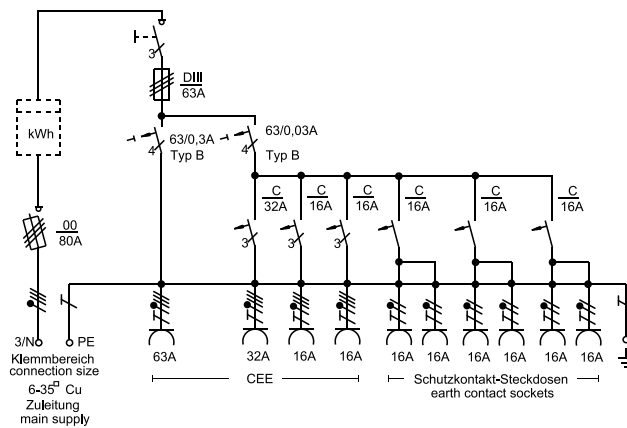 3
DIII
63A
kWh
63/0,3A
4
Typ B
63/0,03A
4
Typ B
C
32A
C
16A
C
16A
C
16A
C
16A
C
16A
00
80A
3
3
3
3/N
PE
63A
32A
16A
16A
16A
16A
16A
16A
16A
16A
Klemmbereich
connection size
6-35□ Cu
Zuleitung
main supply
CEE
Schutzkontakt-Steckdosen
earth contact sockets